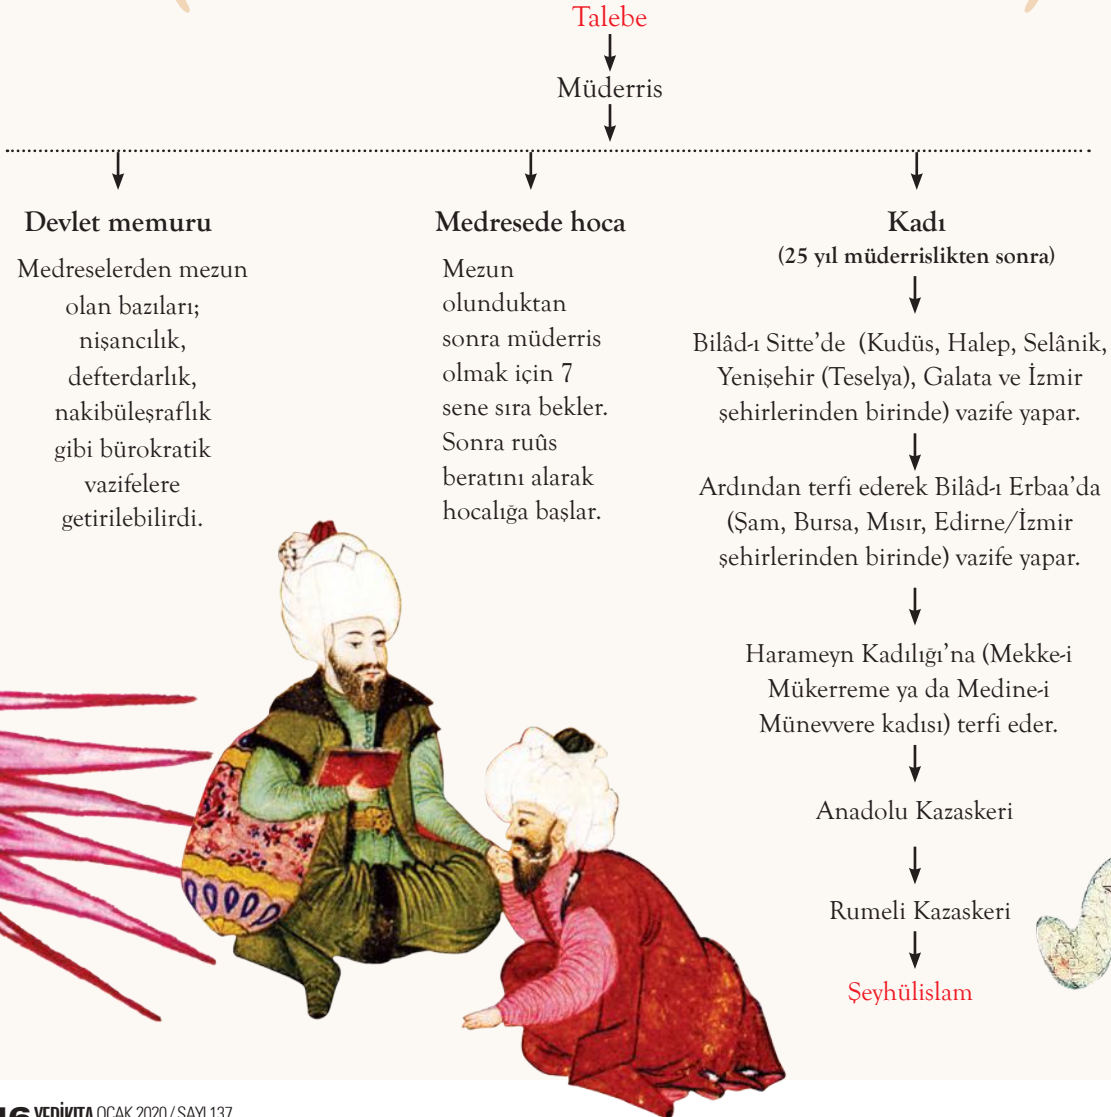 Talebe
Müderris
Devlet memuru
Medreselerden mezun
olan bazıları;
nişancılık,
defterdarlık,
nakibüleşraflık
gibi bürokratik
vazifelere
getirilebilirdi.
Medresede hoca
Mezun
olunduktan
sonra müderris
olmak için 7
sene sıra bekler.
Sonra ruûs
beratını alarak
hocalığa başlar.
Kadı
(25 yıl müderrislikten sonra)
Bilâd-ı Sitte’de (Kudüs, Halep, Selânik,
Yenişehir (Teselya), Galata ve İzmir
şehirlerinden birinde) vazife yapar.
Ardından terfi ederek Bilâd-ı Erbaa’da
(Şam, Bursa, Mısır, Edirne/İzmir
şehirlerinden birinde) vazife yapar.
Harameyn Kadılığı’na (Mekke-i
Mükerreme ya da Medine-i
Münevvere kadısı) terfi eder.
Anadolu Kazaskeri
Rumeli Kazaskeri
Şeyhülislam
YEDİKITA OCAK 2020 / SAYI 137